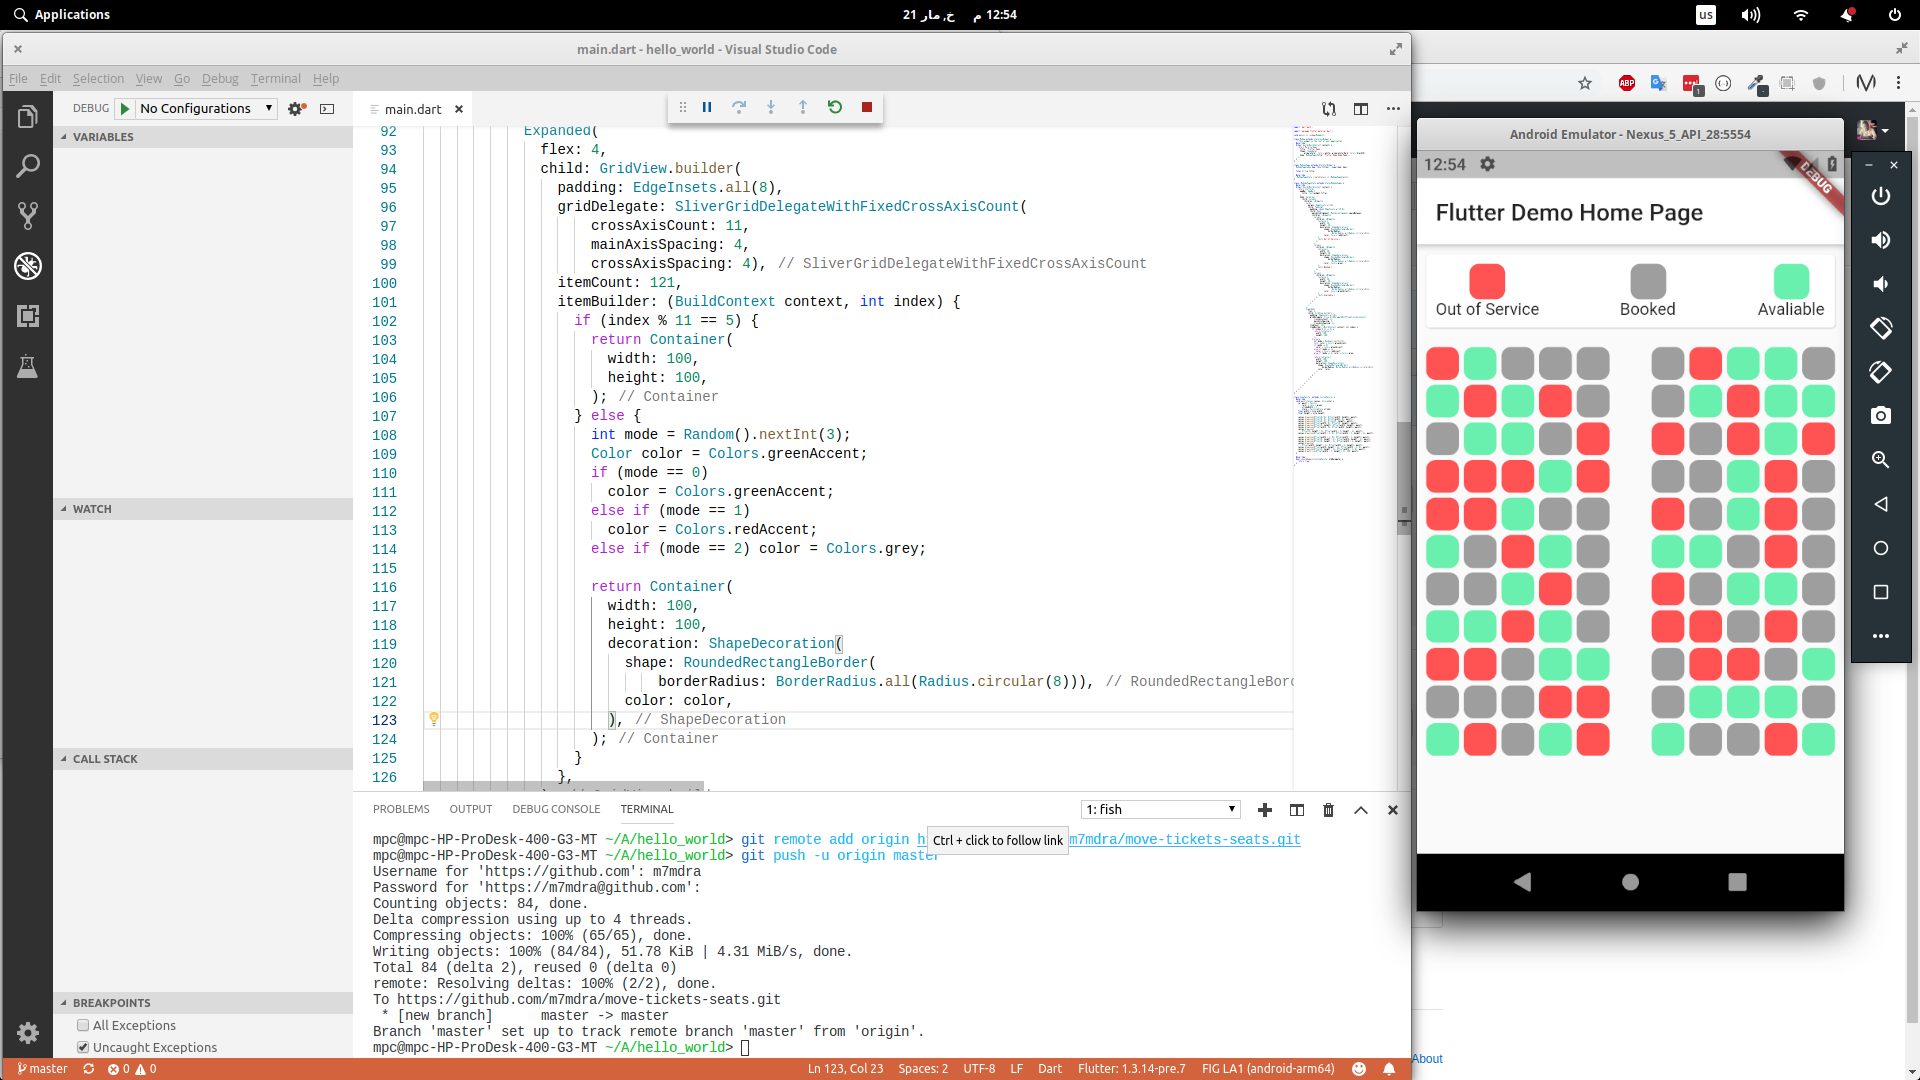 Applications
21 خ, مار
12:54 م
us
main.dart - hello_world - Visual Studio Code
File Edit Selection View Go Debug Terminal Help
DEBUG No Configurations
main.dart
VARIABLES
WATCH
CALL STACK
BREAKPOINTS
All Exceptions
Uncaught Exceptions
92 Expanded(
93 flex: 4,
94 child: GridView.builder(
95 padding: EdgeInsets.all(8),
96 gridDelegate: SliverGridDelegateWithFixedCrossAxisCount(
97 crossAxisCount: 11,
98 mainAxisSpacing: 4,
99 crossAxisSpacing: 4), // SliverGridDelegateWithFixedCrossAxisCount
100 itemCount: 121,
101 itemBuilder: (BuildContext context, int index) {
102 if (index % 11 == 5) {
103 return Container(
104 width: 100,
105 height: 100,
106 ); // Container
107 } else {
108 int mode = Random().nextInt(3);
109 Color color = Colors.greenAccent;
110 if (mode == 0)
111 color = Colors.greenAccent;
112 else if (mode == 1)
113 color = Colors.redAccent;
114 else if (mode == 2) color = Colors.grey;
115
116 return Container(
117 width: 100,
118 height: 100,
119 decoration: ShapeDecoration(
120 shape: RoundedRectangleBorder(
121 borderRadius: BorderRadius.all(Radius.circular(8))), // RoundedRectangleBord
122 color: color,
123 ), // ShapeDecoration
124 ); // Container
125 }
126 },
PROBLEMS OUTPUT DEBUG CONSOLE TERMINAL
1: fish
mpc@mpc-HP-ProDesk-400-G3-MT ~/A/hello_world> git remote add origin m7mdra/move-tickets-seats.git
Ctrl + click to follow link
mpc@mpc-HP-ProDesk-400-G3-MT ~/A/hello_world> git push -u origin master
Username for 'https://github.com': m7mdra
Password for 'https://m7mdra@github.com':
Counting objects: 84, done.
Delta compression using up to 4 threads.
Compressing objects: 100% (65/65), done.
Writing objects: 100% (84/84), 51.78 KiB | 4.31 MiB/s, done.
Total 84 (delta 2), reused 0 (delta 0)
remote: Resolving deltas: 100% (2/2), done.
To https://github.com/m7mdra/move-tickets-seats.git
* [new branch] master -> master
Branch 'master' set up to track remote branch 'master' from 'origin'.
mpc@mpc-HP-ProDesk-400-G3-MT ~/A/hello_world>
master 0 0
Ln 123, Col 23 Spaces: 2 UTF-8 LF Dart Flutter: 1.3.14-pre.7 FIG LA1 (android-arm64)
ABP
1
Android Emulator - Nexus_5_API_28:5554
12:54
DEBUG
Flutter Demo Home Page
Out of Service Booked Avaliable
About